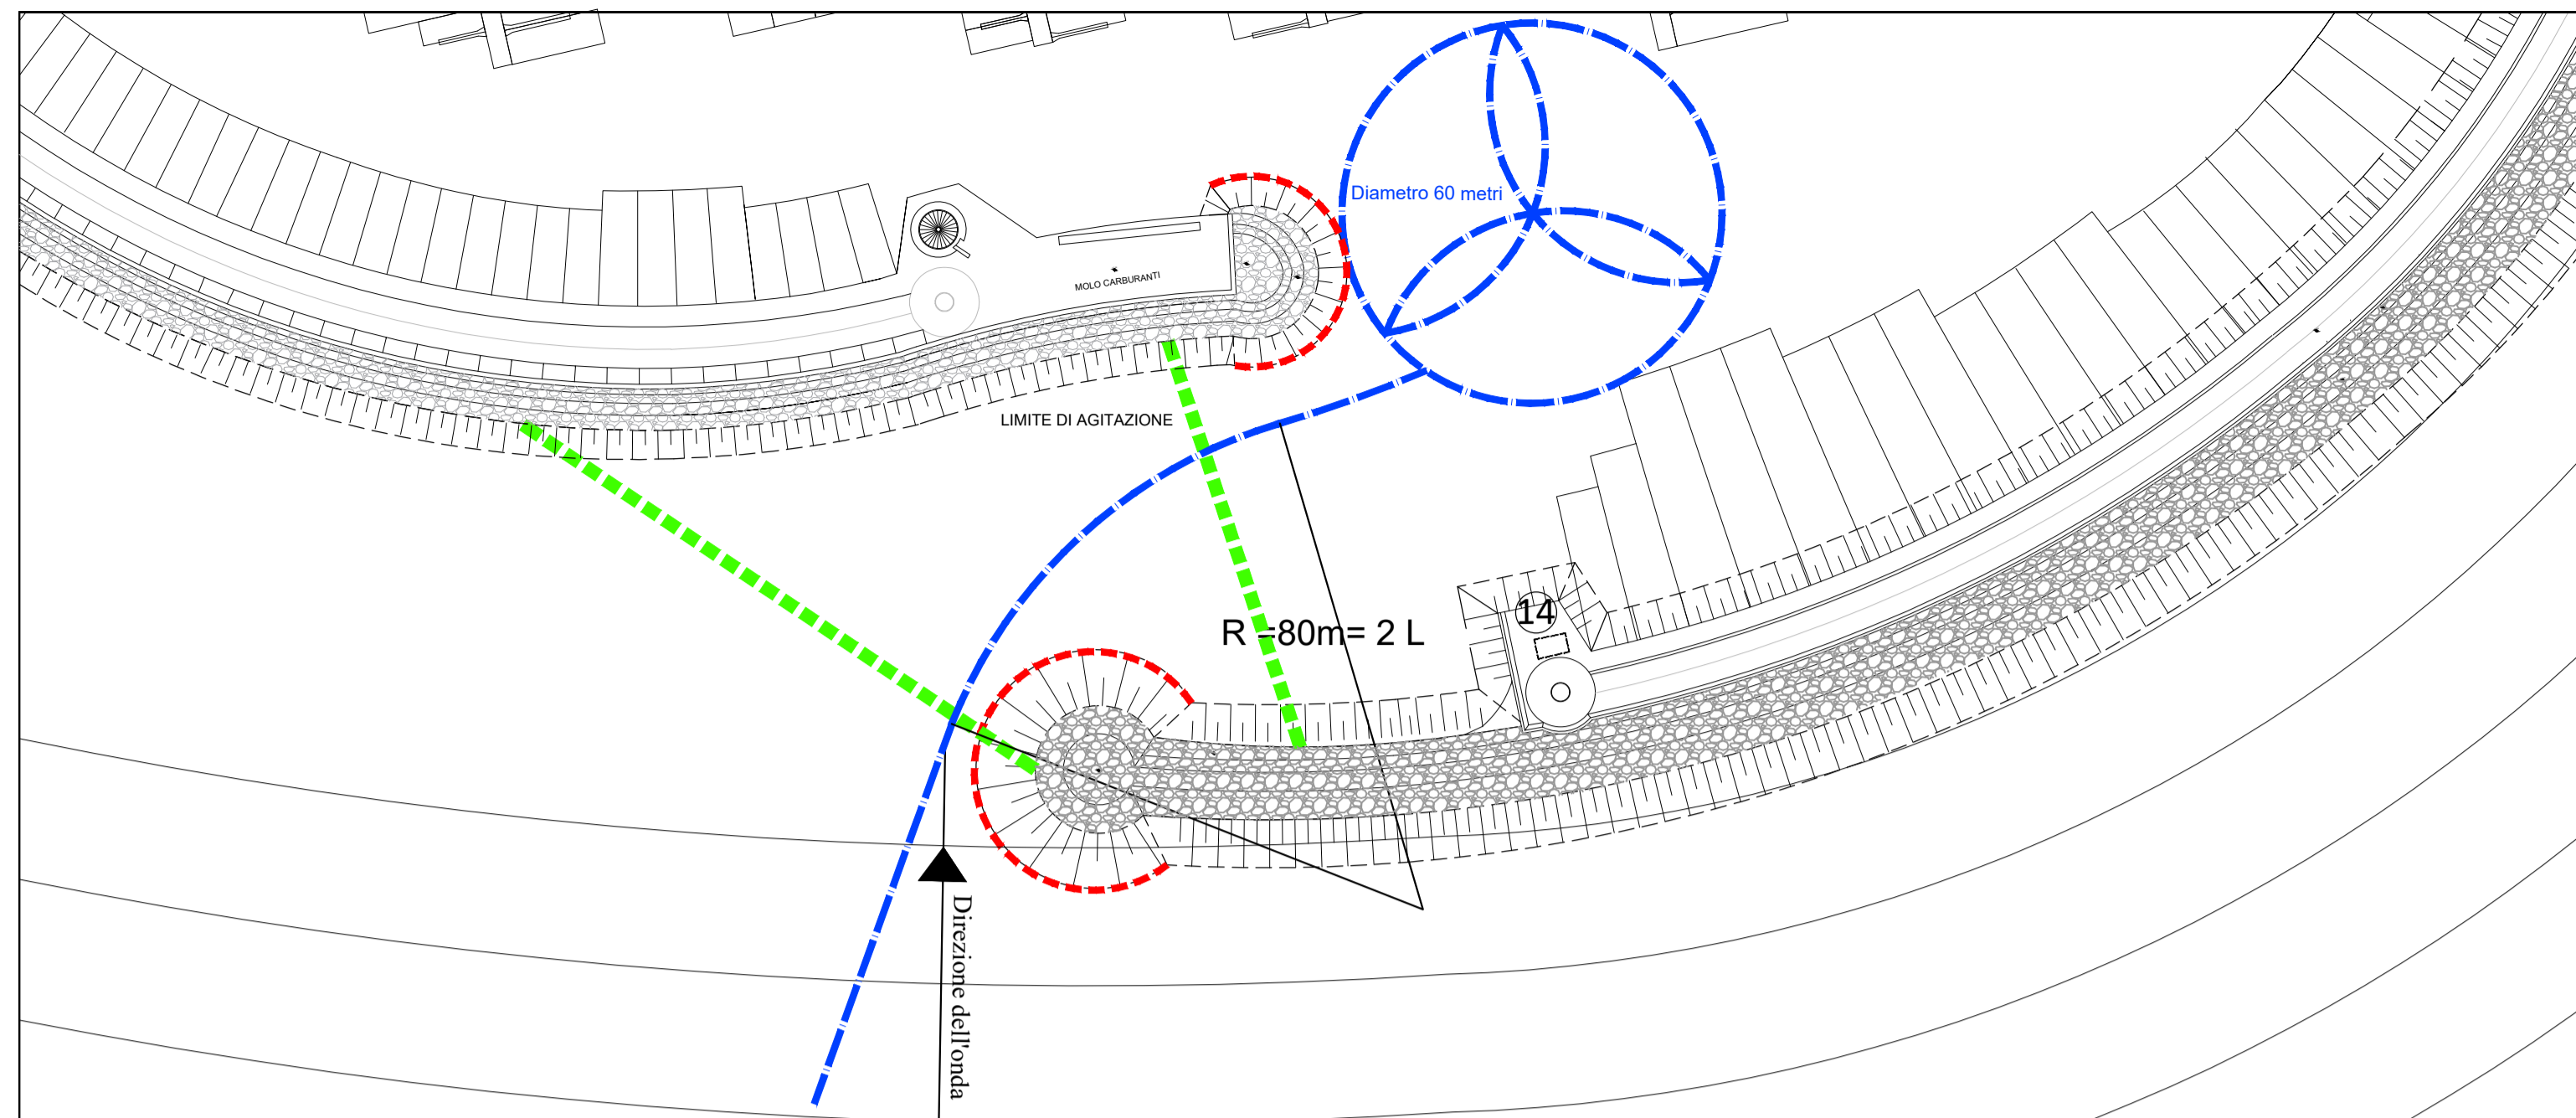 Diametro 60 metri
MOLO CARBURANTI
LIMITE DI AGITAZIONE
14
R =80m= 2 L
Direzione dell'onda